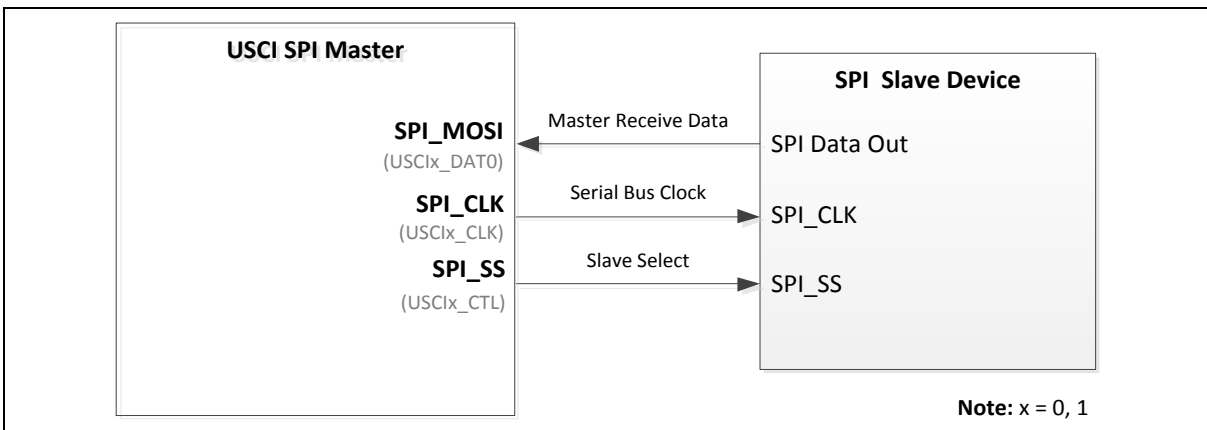 USCI SPI Master
SPI_MOSI
(USCIx_DAT0)
SPI_CLK
(USCIx_CLK)
SPI_SS
(USCIx_CTL)
Master Receive Data
Serial Bus Clock
Slave Select
SPI  Slave Device
SPI Data Out
SPI_CLK
SPI_SS
Note: x = 0, 1